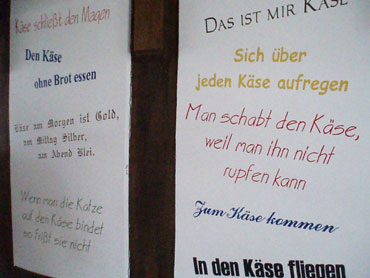 Käse schließt den Magen
Den Käse
ohne Brot essen
Käse am Morgen ist Gold,
am Mittag Silber,
am Abend Blei.
Wenn man die Katze
auf den Käse bindet
so frißt sie nicht
DAS IST MIR KÄSE
Sich über
jeden Käse aufregen
Man schabt den Käse,
weil man ihn nicht
rupfen kann
Zum Käse kommen
In den Käse fliegen